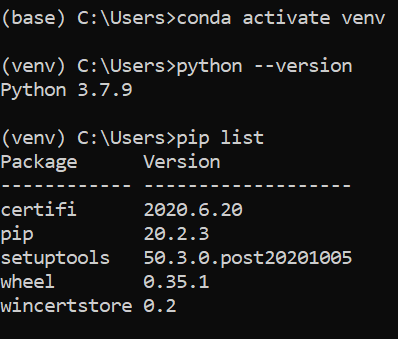 (base) C:\Users>conda activate venv
(venv) C:\Users>python --version
Python 3.7.9
(venv) C:\Users>pip list
Package      Version
------------ -------------------
certifi      2020.6.20
pip          20.2.3
setuptools   50.3.0.post20201005
wheel        0.35.1
wincertstore 0.2